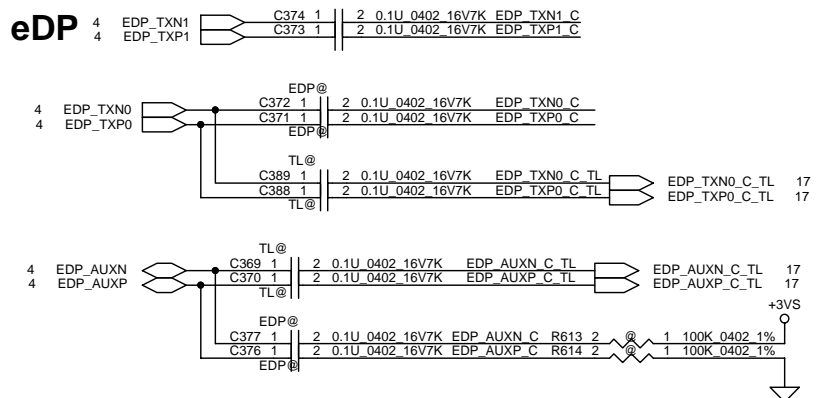 eDP
4 EDP_TXN1 C374 1 2 0.1U_0402_16V7K EDP_TXN1_C
4 EDP_TXP1 C373 1 2 0.1U_0402_16V7K EDP_TXP1_C
EDP@
4 EDP_TXN0 C372 1 2 0.1U_0402_16V7K EDP_TXN0_C
4 EDP_TXP0 C371 1 2 0.1U_0402_16V7K EDP_TXP0_C
EDP@
TL@
C389 1 2 0.1U_0402_16V7K EDP_TXN0_C_TL EDP_TXN0_C_TL 17
C388 1 2 0.1U_0402_16V7K EDP_TXP0_C_TL EDP_TXP0_C_TL 17
TL@
TL@
4 EDP_AUXN C369 1 2 0.1U_0402_16V7K EDP_AUXN_C_TL EDP_AUXN_C_TL 17
4 EDP_AUXP C370 1 2 0.1U_0402_16V7K EDP_AUXP_C_TL EDP_AUXP_C_TL 17
TL@
+3VS
EDP@
C377 1 2 0.1U_0402_16V7K EDP_AUXN_C R613 2 @ 1 100K_0402_1%
C376 1 2 0.1U_0402_16V7K EDP_AUXP_C R614 2 @ 1 100K_0402_1%
EDP@